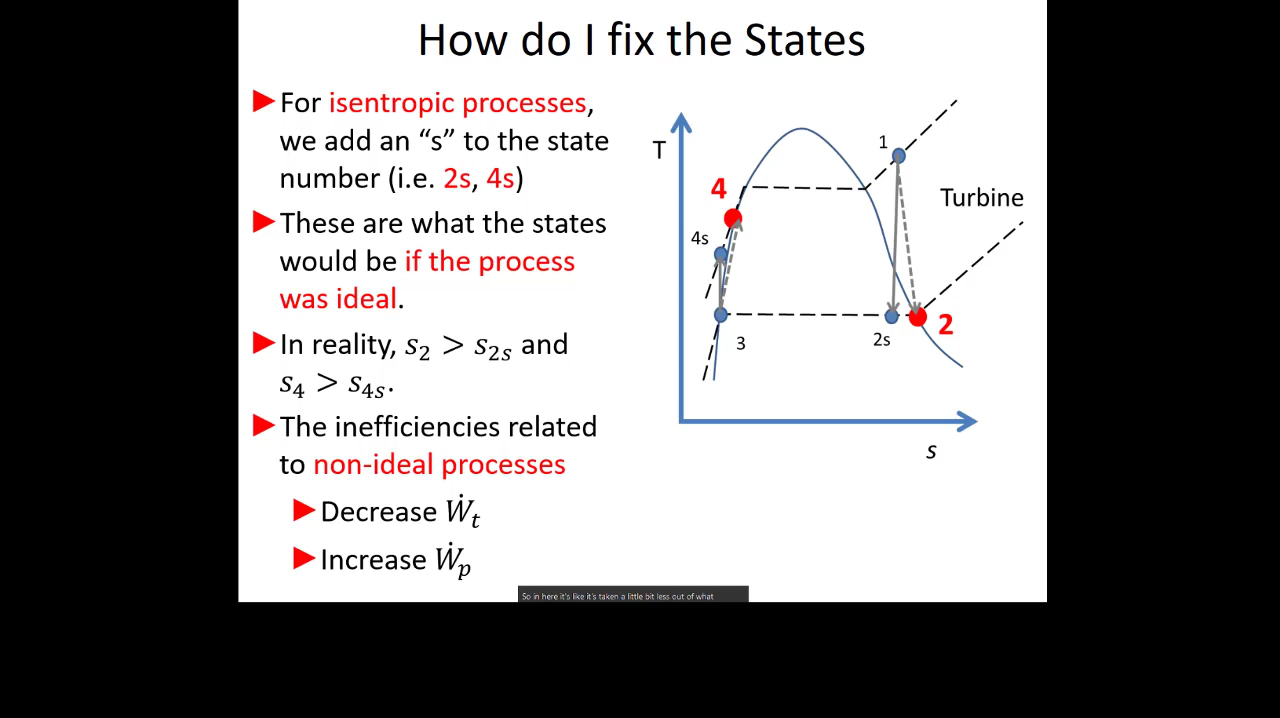 How do I fix the States
For isentropic processes,
we add an “s” to the state
number (i.e. 2s, 4s)
These are what the states
would be if the process
was ideal.
In reality, s₂ > s₂ₛ and
s₄ > s₄ₛ.
The inefficiencies related
to non-ideal processes
Decrease Ẇₜ
Increase Ẇₚ
T
1
4
Turbine
4s
2
3
2s
s
So in here it's like it's taken a little bit less out of what